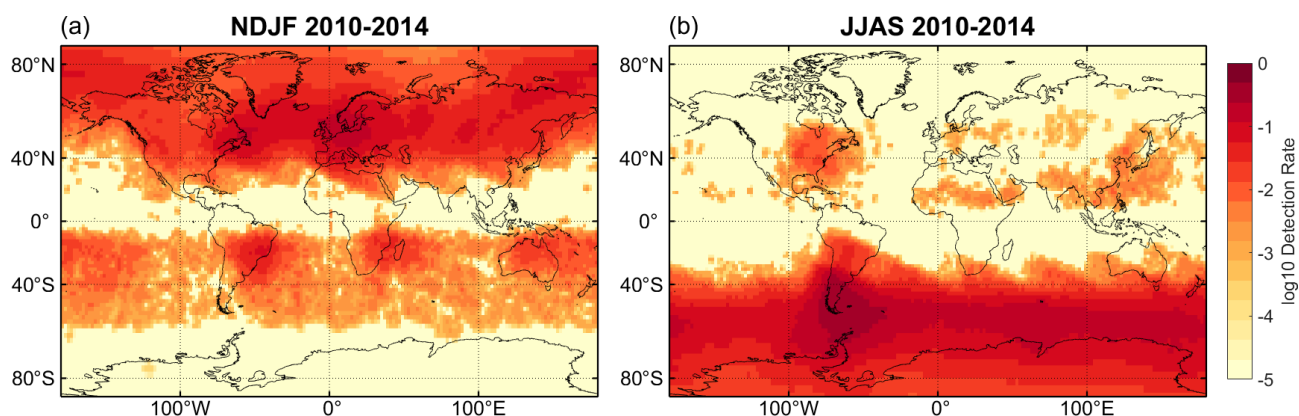 (a) NDJF 2010-2014
80°N
40°N
0°
40°S
80°S
100°W 0° 100°E
(b) JJAS 2010-2014
80°N
40°N
0°
40°S
80°S
100°W 0° 100°E
0
-1
-2
-3
-4
-5
log10 Detection Rate